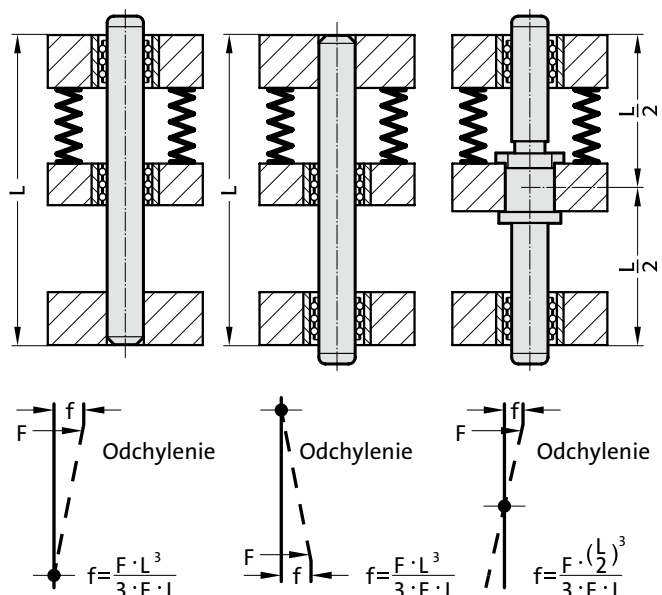 L
L
L/2
L/2
f
F
Odchylenie
f
F
Odchylenie
f
F
Odchylenie
f= F · L³
3 ·
f= F · L³
3 ·
f= F · (L/2)³
3 ·